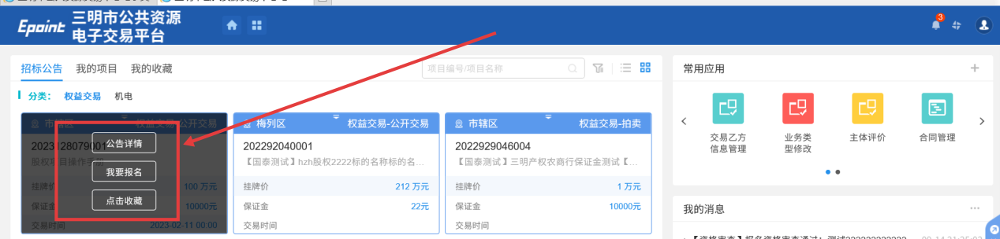 Epoint 三明市公共资源
电子交易平台
3
招标公告 我的项目 我的收藏
项目编号/项目名称
分类： 权益交易 机电
市辖区 权益交易-公开交易
公告详情
股权项目操作手册
我要报名
挂牌价 100 万元
点击收藏
保证金 10000元
交易时间 2023-02-11 00:00
梅列区 权益交易-公开交易
202292040001
【国泰测试】hzh股权2222标的名称标的名...
挂牌价 212 万元
保证金 22元
交易时间
市辖区 权益交易-拍卖
2022929046004
【国泰测试】三明产权农商行保证金测试【...
挂牌价 1 万元
保证金 10000元
交易时间
常用应用
交易乙方
信息管理
业务类
型修改
主体评价
合同管理
我的消息